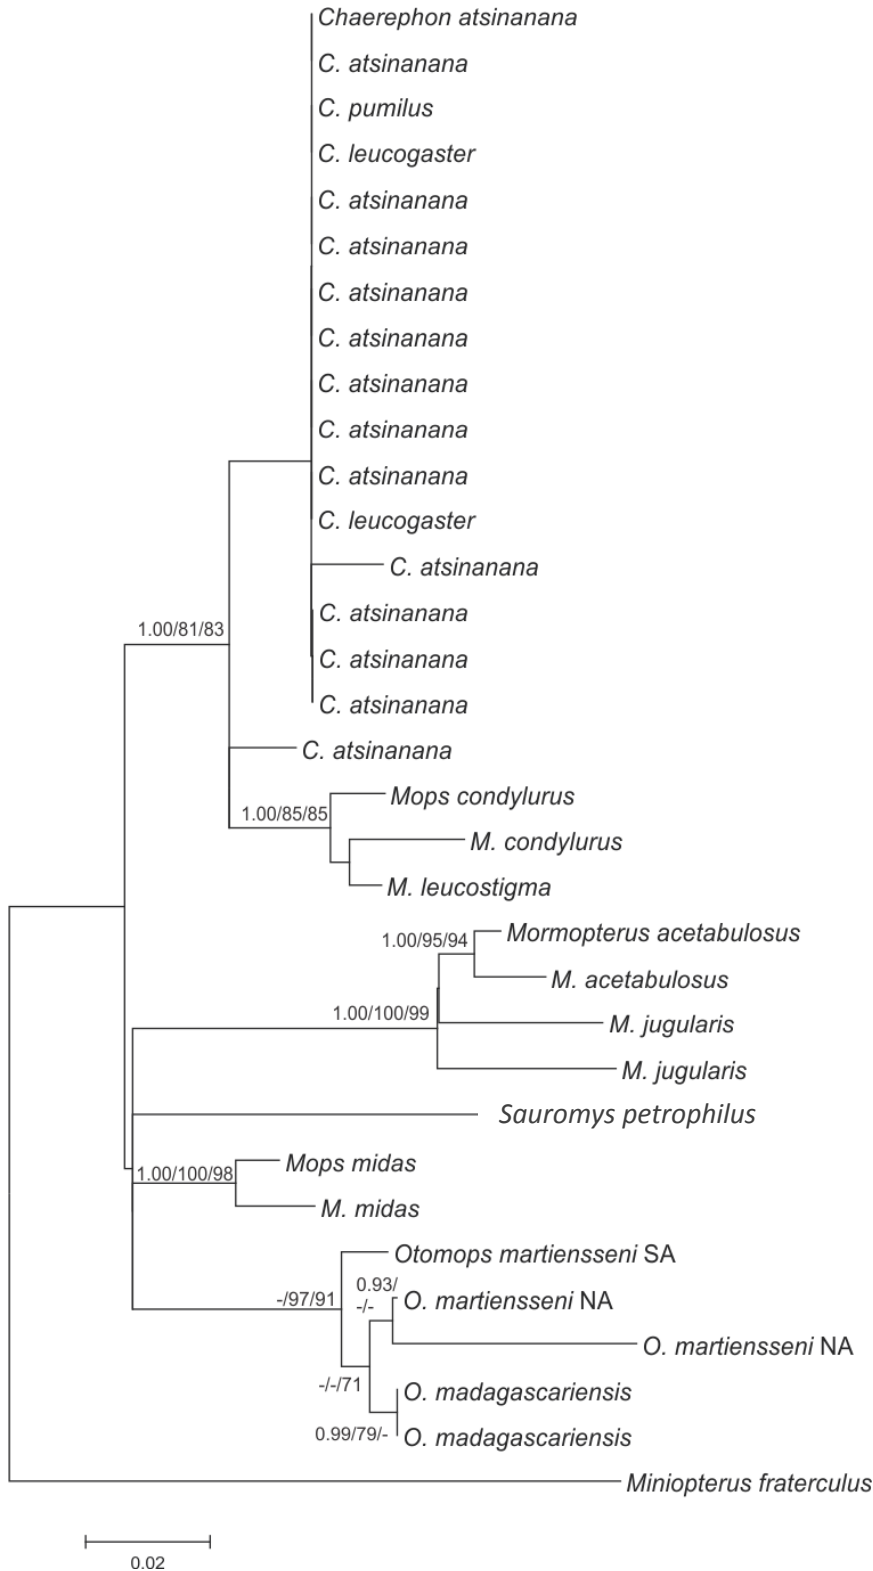 Chaerephon atsinanana
C. atsinanana
C. pumilus
C. leucogaster
C. atsinanana
C. atsinanana
C. atsinanana
C. atsinanana
C. atsinanana
C. atsinanana
C. atsinanana
C. leucogaster
C. atsinanana
C. atsinanana
1.00/81/83
C. atsinanana
C. atsinanana
C. atsinanana
Mops condylurus
1.00/85/85
M. condylurus
M. leucostigma
Mormopterus acetabulosus
1.00/95/94
M. acetabulosus
1.00/100/99
M. jugularis
M. jugularis
Sauromys petrophilus
Mops midas
1.00/100/98
M. midas
Otomops martiensseni SA
0.93/
-/-
-/97/91
O. martiensseni NA
O. martiensseni NA
-/-/71
O. madagascariensis
0.99/79/-
O. madagascariensis
Miniopterus fraterculus
0.02